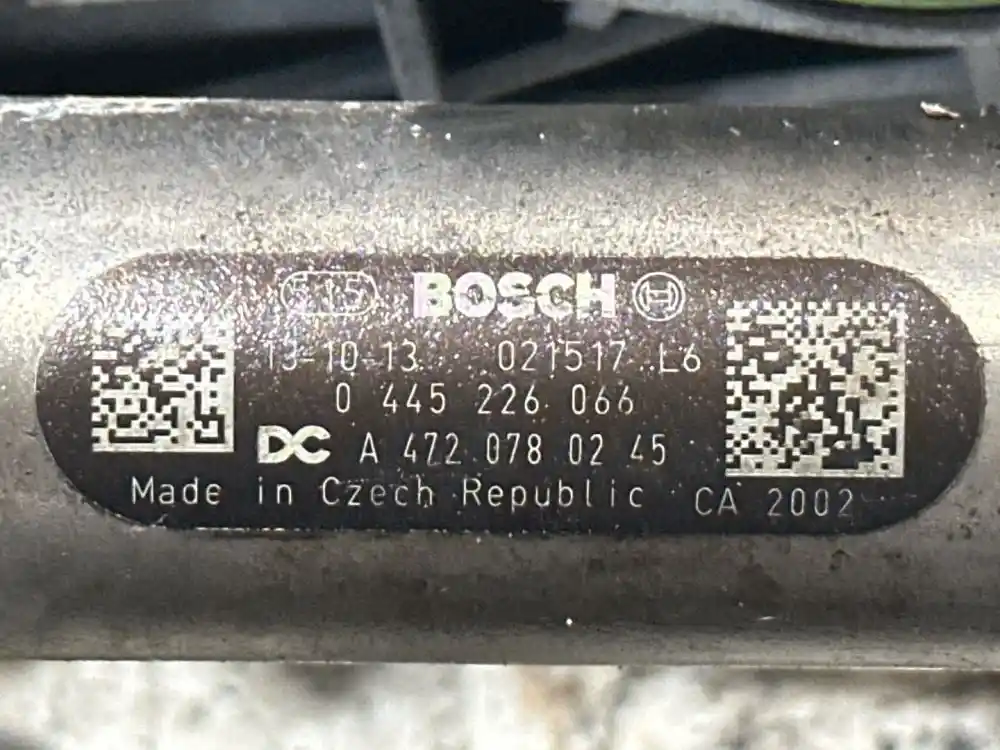 515 BOSCH
13-10-13 021517 L6
0 445 226 066
DC A 472 078 02 45
Made in Czech Republic CA 2002